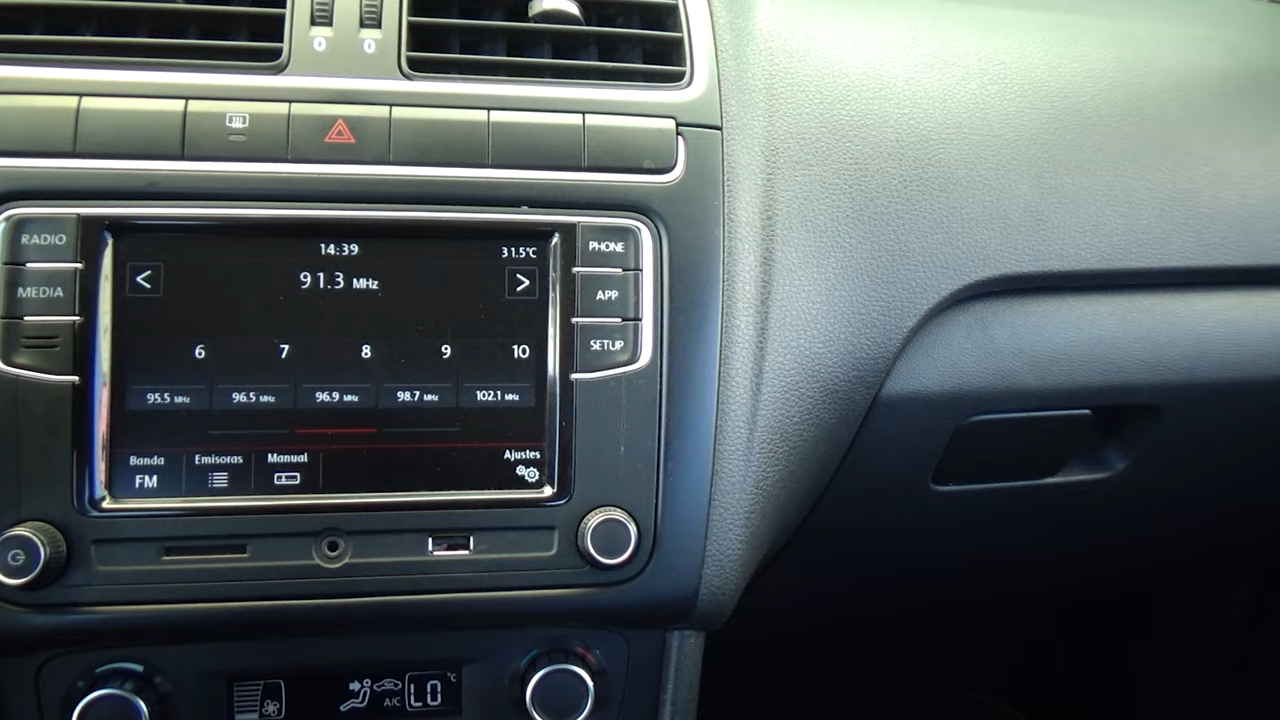 0 0
RADIO
MEDIA
14:39
31.5°C
< 91.3 MHz >
6 7 8 9 10
95.5 MHz 96.5 MHz 96.9 MHz 98.7 MHz 102.1 MHz
Banda Emisoras Manual Ajustes
FM
PHONE
APP
SETUP
A/C LO °C